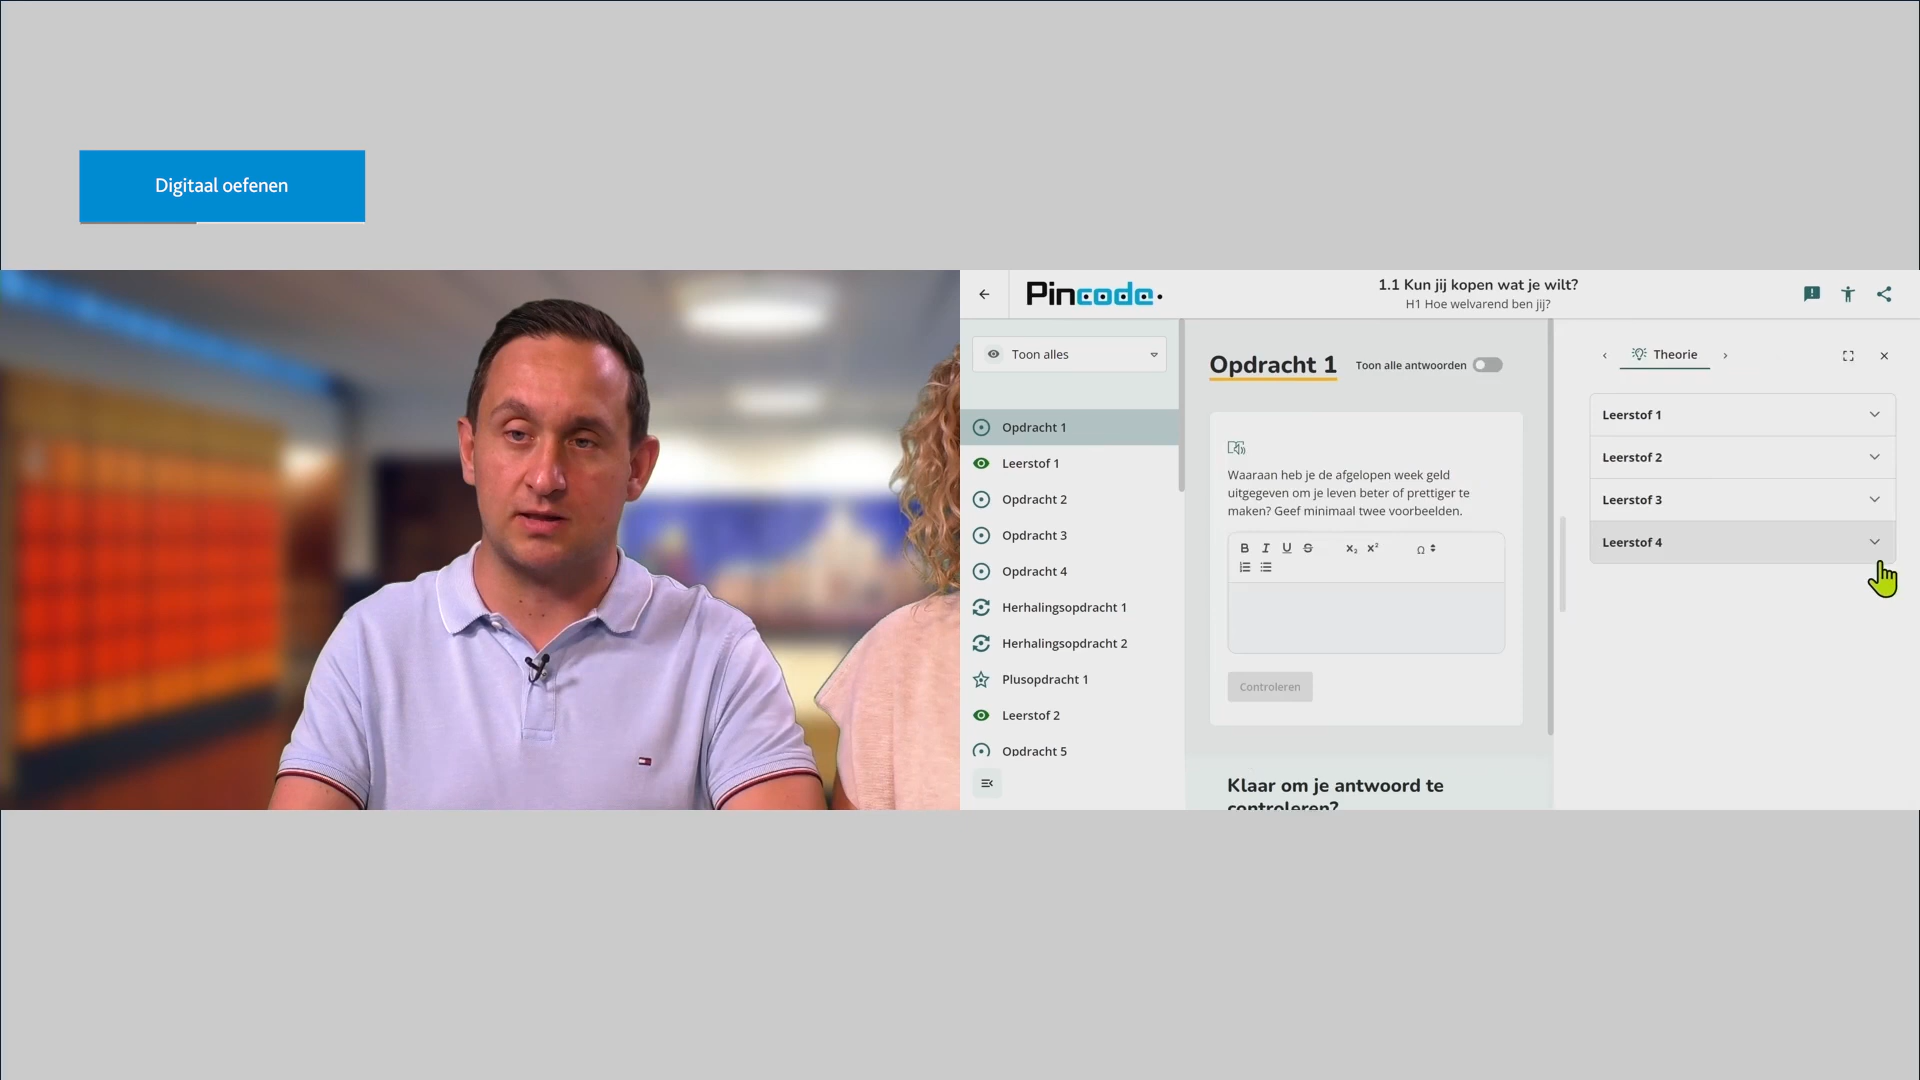 Digitaal oefenen
Pincode.
1.1 Kun jij kopen wat je wilt?
H1 Hoe welvarend ben jij?
Toon alles
Opdracht 1
Leerstof 1
Opdracht 2
Opdracht 3
Opdracht 4
Herhalingsopdracht 1
Herhalingsopdracht 2
Plusopdracht 1
Leerstof 2
Opdracht 5
Opdracht 1
Toon alle antwoorden
Waaraan heb je de afgelopen week geld
uitgegeven om je leven beter of prettiger te
maken? Geef minimaal twee voorbeelden.
B I U S X₂ X² Ω
Controleren
Klaar om je antwoord te
controleren?
Theorie
Leerstof 1
Leerstof 2
Leerstof 3
Leerstof 4